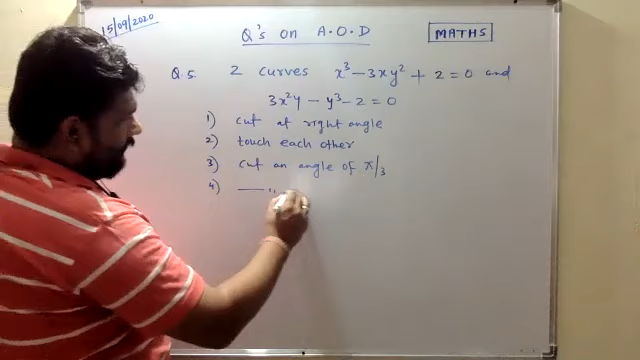 15/09/2020
Q's on A.O.D
MATHS
Q.5. 2 curves x³ - 3xy² + 2 = 0 and
3x²y - y³ - 2 = 0
1) cut at right angle
2) touch each other
3) cut an angle of π/3
4) —— ,,